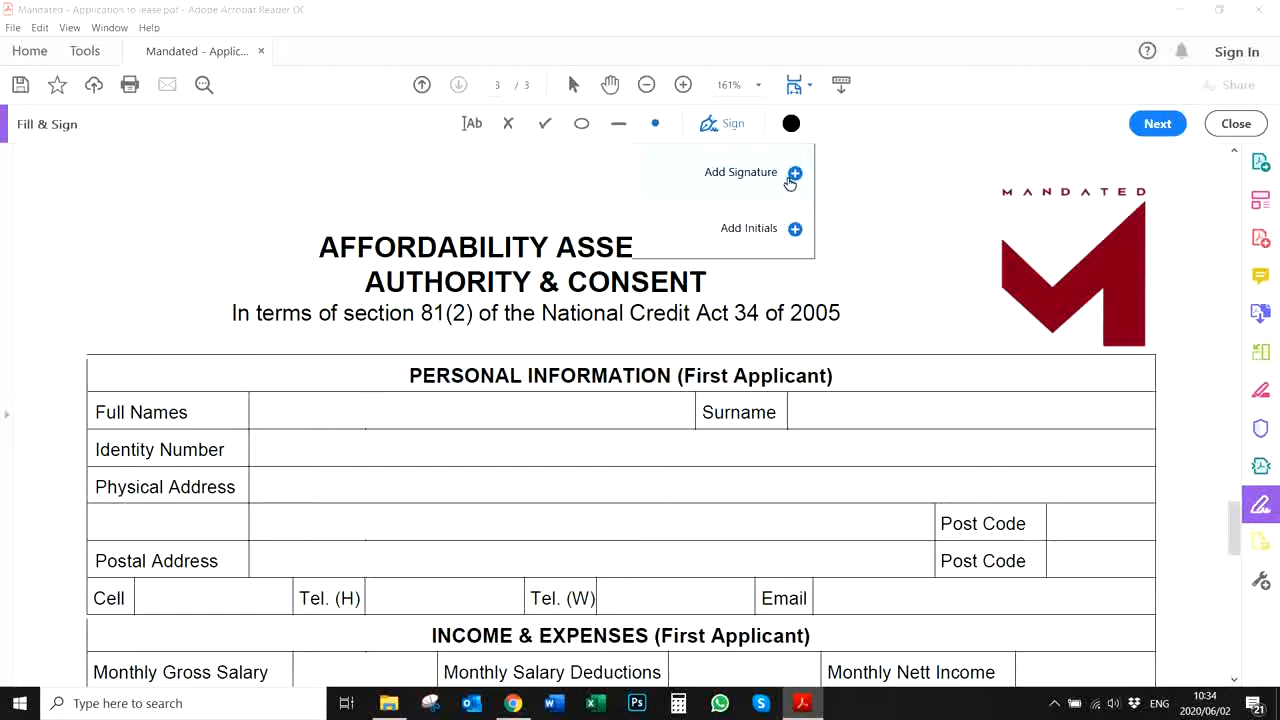 Mandated - Application to lease.pdf - Adobe Acrobat Reader DC
File Edit View Window Help
Home Tools Mandated - Applic... × Sign In
3 / 3 161% Share
Fill & Sign Ab Sign Next Close
Add Signature
Add Initials
MANDATED
AFFORDABILITY ASSE
AUTHORITY & CONSENT
In terms of section 81(2) of the National Credit Act 34 of 2005
PERSONAL INFORMATION (First Applicant)
Full Names Surname
Identity Number
Physical Address
Post Code
Postal Address Post Code
Cell Tel. (H) Tel. (W) Email
INCOME & EXPENSES (First Applicant)
Monthly Gross Salary Monthly Salary Deductions Monthly Nett Income
Type here to search ENG 10:34
2020/06/02 21